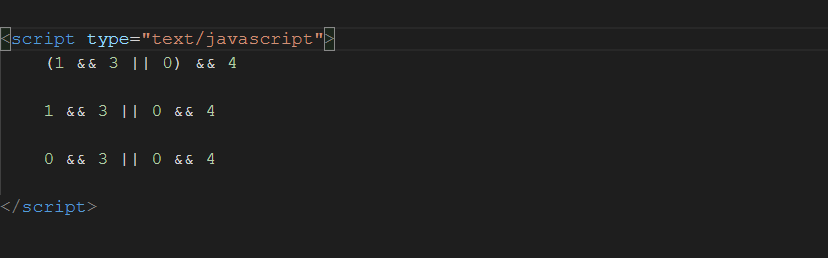 <script type="text/javascript">
(1 && 3 || 0) && 4
1 && 3 || 0 && 4
0 && 3 || 0 && 4
</script>